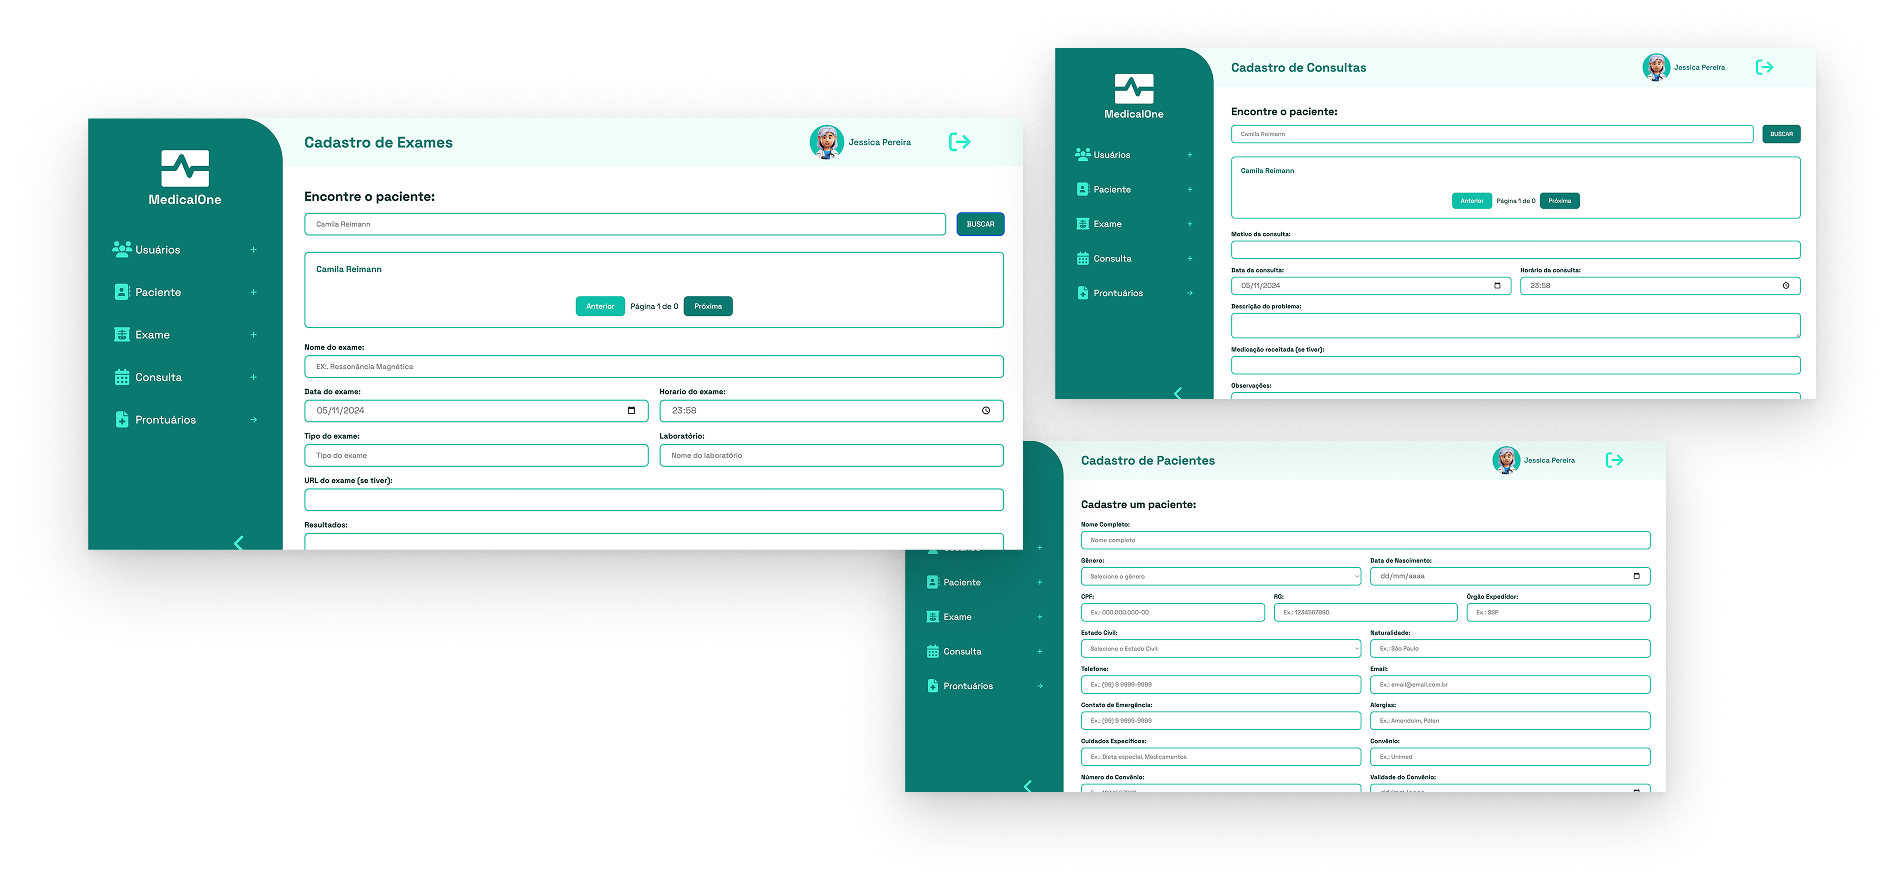 MedicalOne
Usuários +
Paciente +
Exame +
Consulta +
Prontuários →
Cadastro de Exames
Jessica Pereira
Encontre o paciente:
Camila Reimann
BUSCAR
Camila Reimann
Anterior Página 1 de 0 Próxima
Nome do exame:
EX:. Ressonância Magnética
Data do exame: Horario do exame:
05/11/2024 23:58
Tipo do exame: Laboratório:
Tipo do exame Nome do laboratório
URL do exame (se tiver):
Resultados:
MedicalOne
Usuários +
Paciente +
Exame +
Consulta +
Prontuários →
Cadastro de Consultas
Jessica Pereira
Encontre o paciente:
Camila Reimann
BUSCAR
Camila Reimann
Anterior Página 1 de 0 Próxima
Motivo da consulta:
Data da consulta: Horário da consulta:
05/11/2024 23:58
Descrição do problema:
Medicação receitada (se tiver):
Observações:
Paciente +
Exame +
Consulta +
Prontuários →
Cadastro de Pacientes
Jessica Pereira
Cadastre um paciente:
Nome Completo:
Nome completo
Gênero: Data de Nascimento:
Selecione o gênero dd/mm/aaaa
CPF: RG: Órgão Expedidor:
Ex.: 000.000.000-00 Ex.: 1234567890 Ex.: SSP
Estado Civil: Naturalidade:
Selecione o Estado Civil: Ex.: São Paulo
Telefone: Email:
Ex.: (99) 9 9999-9999 Ex.: email@email.com.br
Contato de Emergência: Alergias:
Ex.: (99) 9 9999-9999 Ex.: Amendoim, Pólen
Cuidados Específicos: Convênio:
Ex.: Dieta especial, Medicamentos Ex.: Unimed
Número do Convênio: Validade do Convênio: